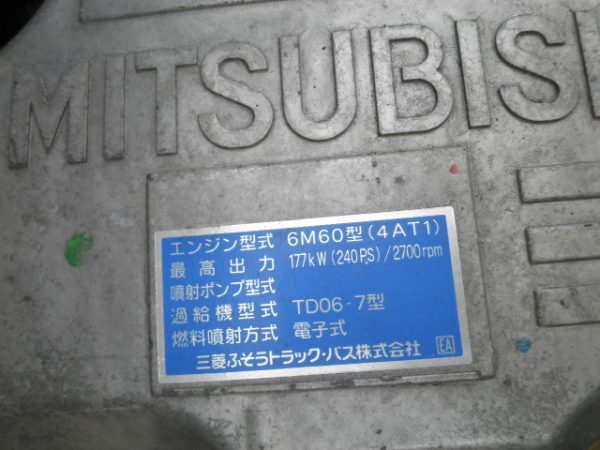 MITSUBISI
エンジン型式 6M60型(4AT1)
最高出力 177kW(240PS)/2700rpm
噴射ポンプ型式
過給機型式 TD06-7型
燃料噴射方式 電子式
三菱ふそうトラック・バス株式会社 EA